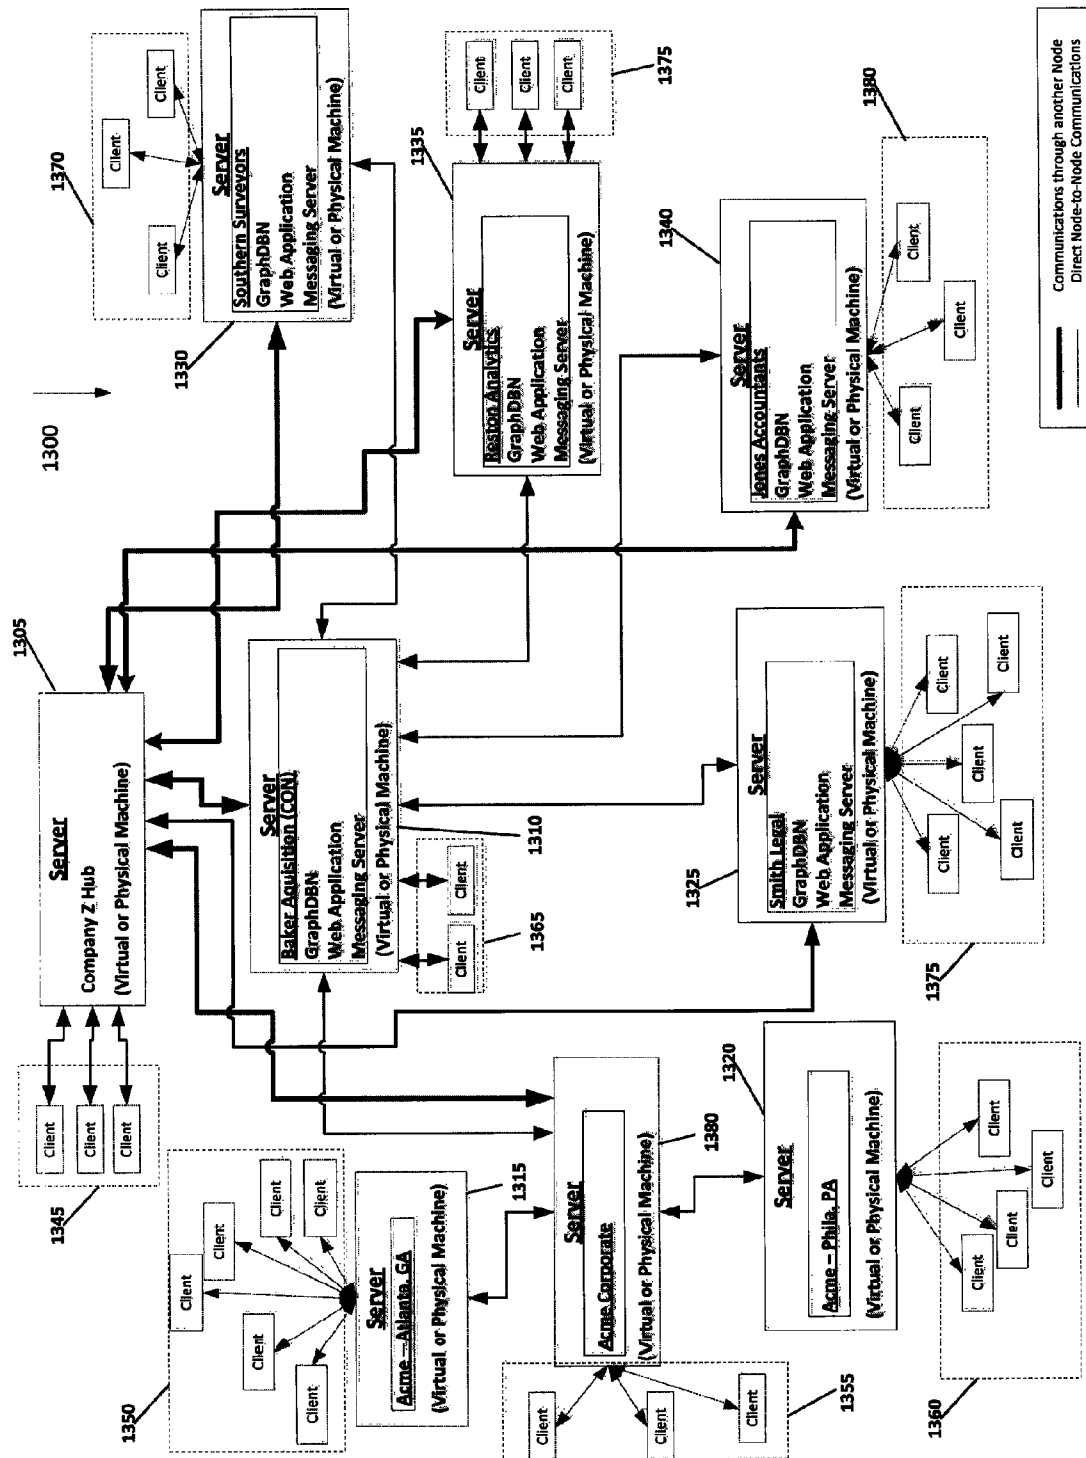 1300
1305
Server
Company Z Hub
(Virtual or Physical Machine)
Client
Client
Client
1345
1350
Client
Client
Client
Client
Client
Client
Server
Acme – Atlanta, GA
(Virtual or Physical Machine)
1315
Server
Baker Aquisition (CON)
GraphDBN
Web Application
Messaging Server
(Virtual or Physical Machine)
1310
Client
Client
1365
1370
Client
Client
Client
Server
Southern Surveyors
GraphDBN
Web Application
Messaging Server
(Virtual or Physical Machine)
1330
1335
Server
Reston Analytics
GraphDBN
Web Application
Messaging Server
(Virtual or Physical Machine)
Client
Client
Client
1375
Server
Acme Corporate
(Virtual or Physical Machine)
1380
Client
Client
Client
1355
1320
Server
Acme – Phila, PA
(Virtual or Physical Machine)
Client
Client
Client
Client
1360
1325
Server
Smith Legal
GraphDBN
Web Application
Messaging Server
(Virtual or Physical Machine)
Client
Client
Client
Client
Client
1375
1340
Server
Jones Accountants
GraphDBN
Web Application
Messaging Server
(Virtual or Physical Machine)
Client
Client
Client
1380
Communications through another Node
Direct Node-to-Node Communications